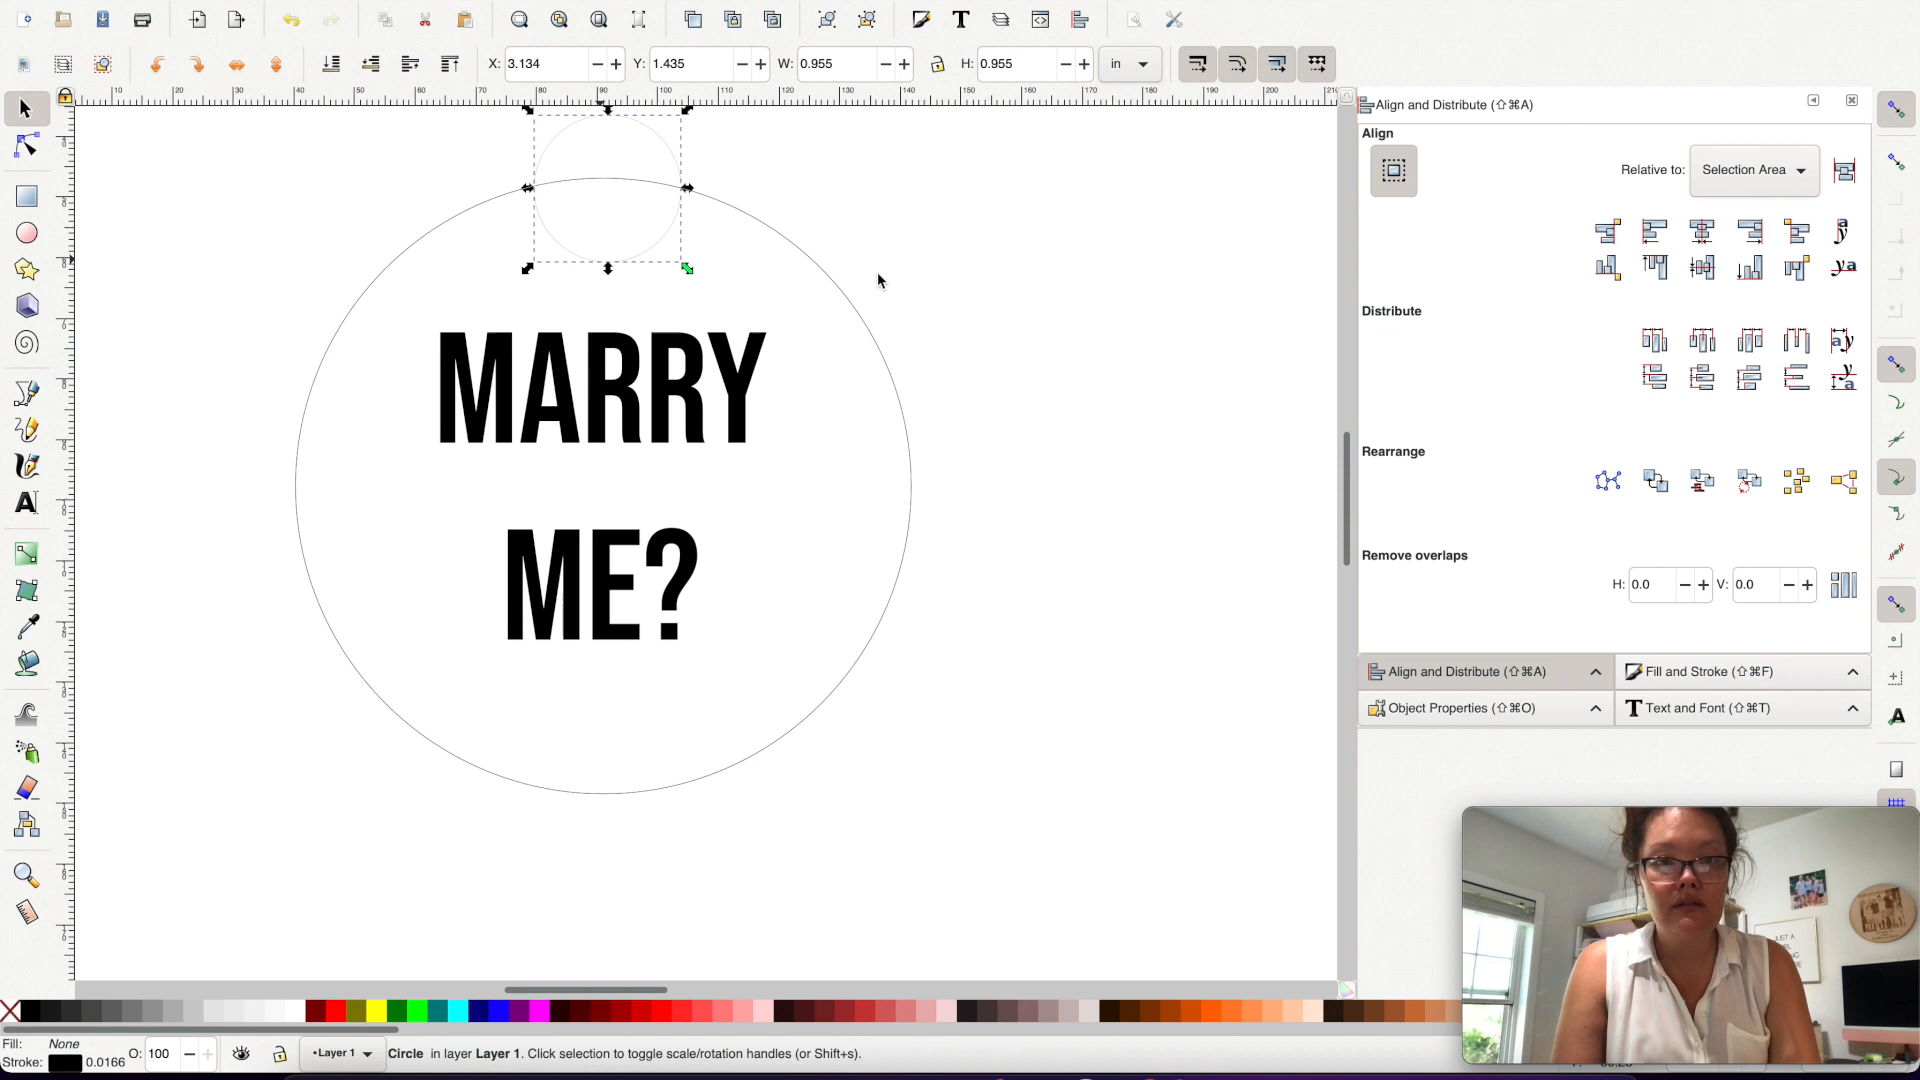 X: 3.134 Y: 1.435 W: 0.955 H: 0.955 in
Align and Distribute (⇧⌘A)
Align
Relative to: Selection Area
Distribute
Rearrange
Remove overlaps
H: 0.0 V: 0.0
Align and Distribute (⇧⌘A) Fill and Stroke (⇧⌘F)
Object Properties (⇧⌘O) Text and Font (⇧⌘T)
MARRY
ME?
JUST A
Fill: None
Stroke: 0.0166 O: 100 •Layer 1 Circle in layer Layer 1. Click selection to toggle scale/rotation handles (or Shift+s).